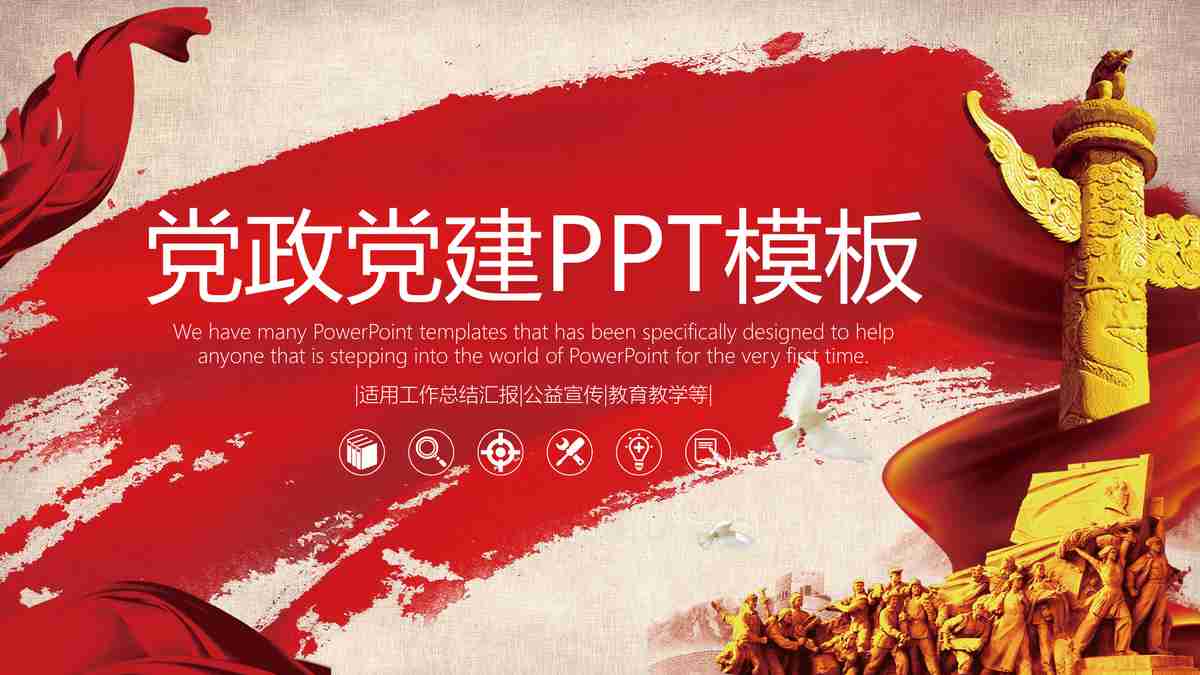 党政党建PPT模板
We have many PowerPoint templates that has been specifically designed to help
anyone that is stepping into the world of PowerPoint for the very first time.
|适用工作总结汇报|公益宣传|教育教学等|